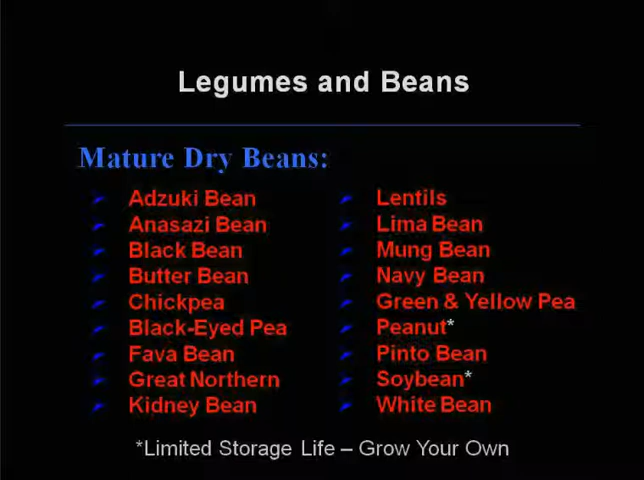 Legumes and Beans
Mature Dry Beans:
Adzuki Bean
Anasazi Bean
Black Bean
Butter Bean
Chickpea
Black-Eyed Pea
Fava Bean
Great Northern
Kidney Bean
Lentils
Lima Bean
Mung Bean
Navy Bean
Green & Yellow Pea
Peanut*
Pinto Bean
Soybean*
White Bean
*Limited Storage Life – Grow Your Own